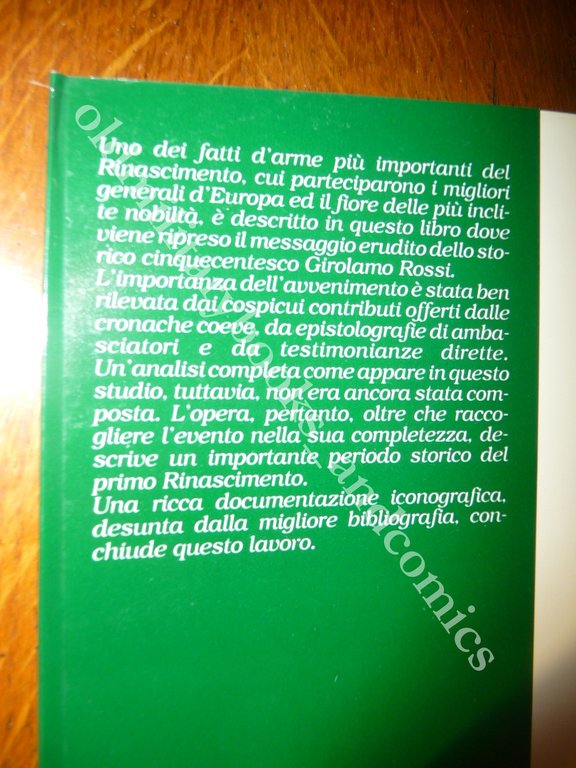 Uno dei fatti d'arme più importanti del
Rinascimento, cui parteciparono i migliori
generali d'Europa ed il fiore delle più incli-
te nobiltà, è descritto in questo libro dove
viene ripreso il messaggio erudito dello sto-
rico cinquecentesco Girolamo Rossi.
L'importanza dell'avvenimento è stata ben
rilevata dai cospicui contributi offerti dalle
cronache coeve, da epistolografie di amba-
sciatori e da testimonianze dirette.
Un'analisi completa come appare in questo
studio, tuttavia, non era ancora stata com-
posta. L'opera, pertanto, oltre che racco-
gliere l'evento nella sua completezza, de-
scrive un importante periodo storico del
primo Rinascimento.
Una ricca documentazione iconografica,
desunta dalla migliore bibliografia, con-
chiude questo lavoro.